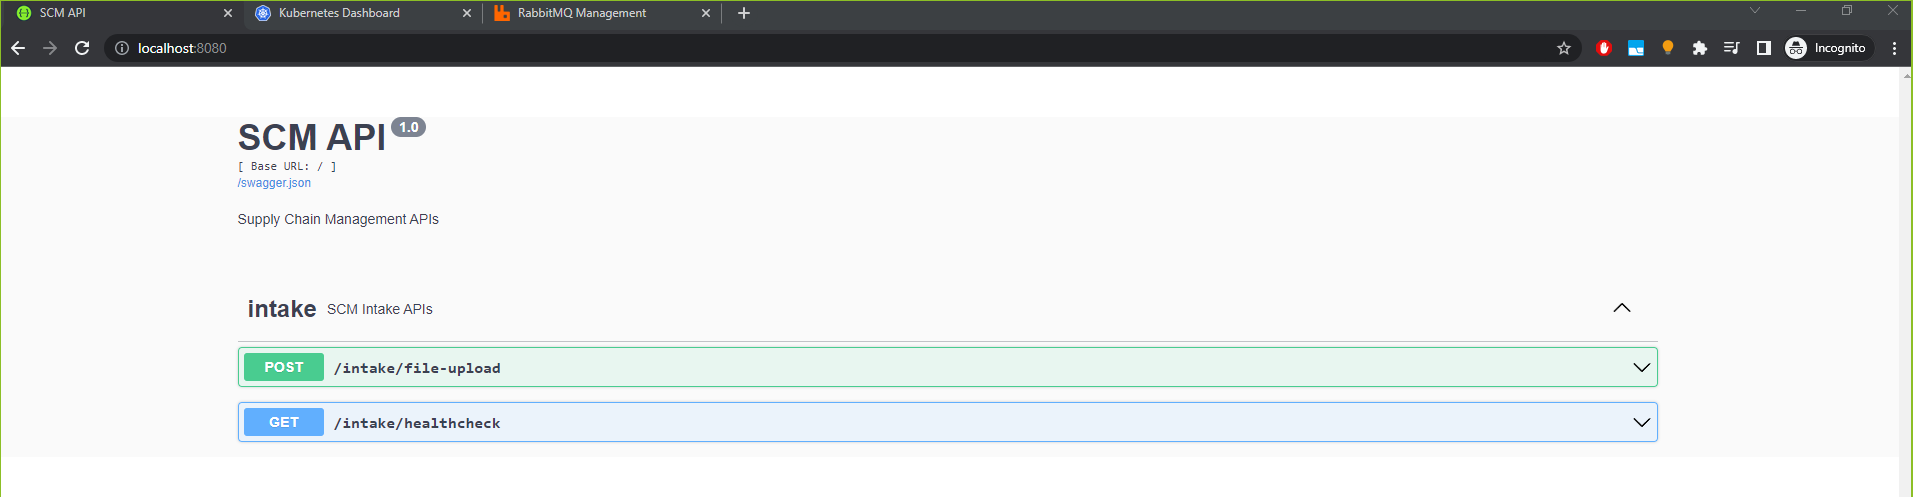 SCM API
Kubernetes Dashboard
RabbitMQ Management
localhost:8080
Incognito
SCM API 1.0
[ Base URL: / ]
/swagger.json
Supply Chain Management APIs
intake SCM Intake APIs
POST /intake/file-upload
GET /intake/healthcheck